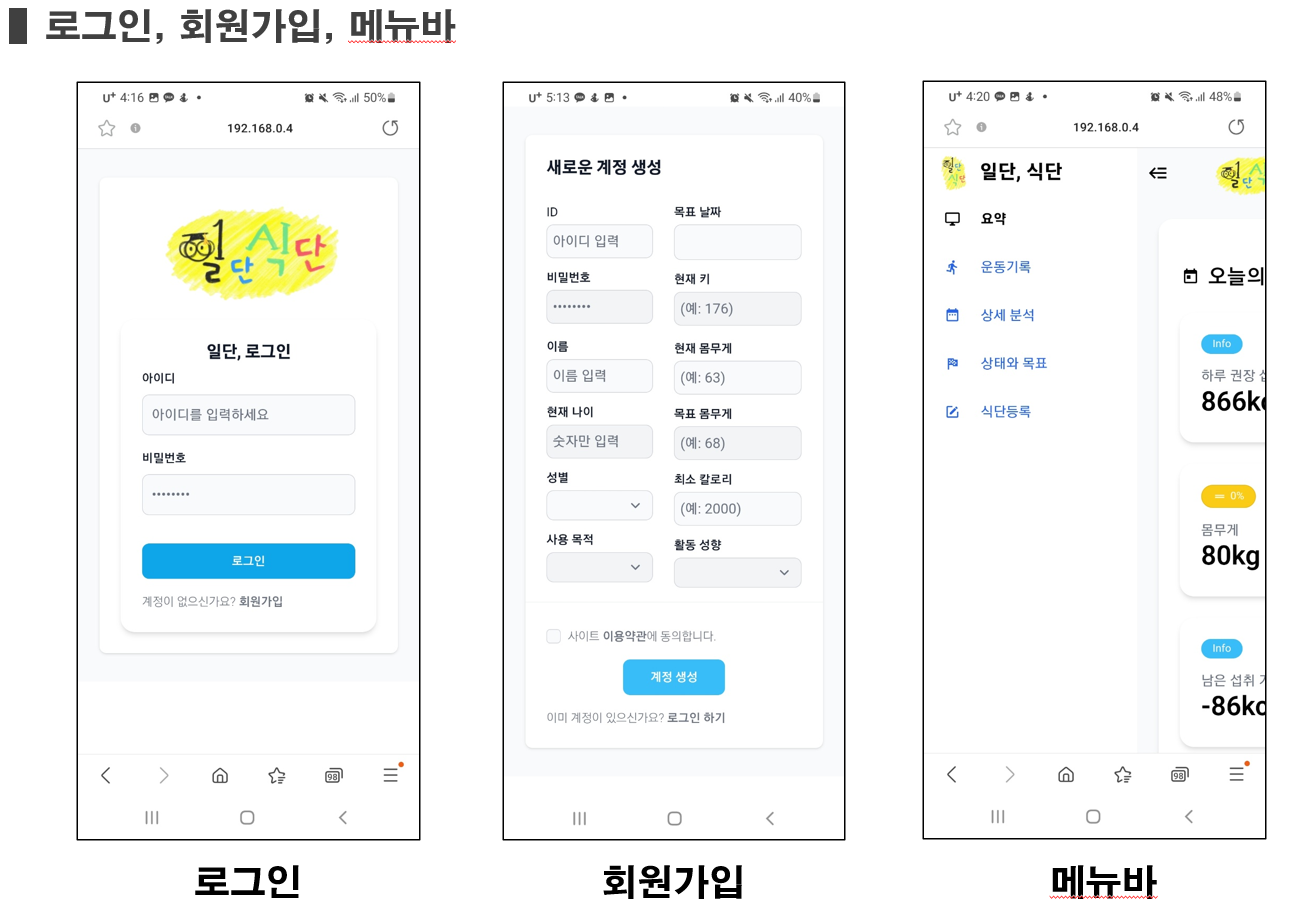 로그인, 회원가입, 메뉴바
U+ 4:16 50%
192.168.0.4
일단 식단
일단, 로그인
아이디
아이디를 입력하세요
비밀번호
••••••••
로그인
계정이 없으신가요? 회원가입
98
로그인
U+ 5:13 40%
새로운 계정 생성
ID
아이디 입력
비밀번호
••••••••
이름
이름 입력
현재 나이
숫자만 입력
성별
사용 목적
목표 날짜
현재 키
(예: 176)
현재 몸무게
(예: 63)
목표 몸무게
(예: 68)
최소 칼로리
(예: 2000)
활동 성향
사이트 이용약관에 동의합니다.
계정 생성
이미 계정이 있으신가요? 로그인 하기
회원가입
U+ 4:20 48%
192.168.0.4
일단, 식단
요약
운동기록
상세 분석
상태와 목표
식단등록
오늘의
Info
하루 권장
866kc
= 0%
몸무게
80kg
Info
남은 섭취
-86kc
98
메뉴바